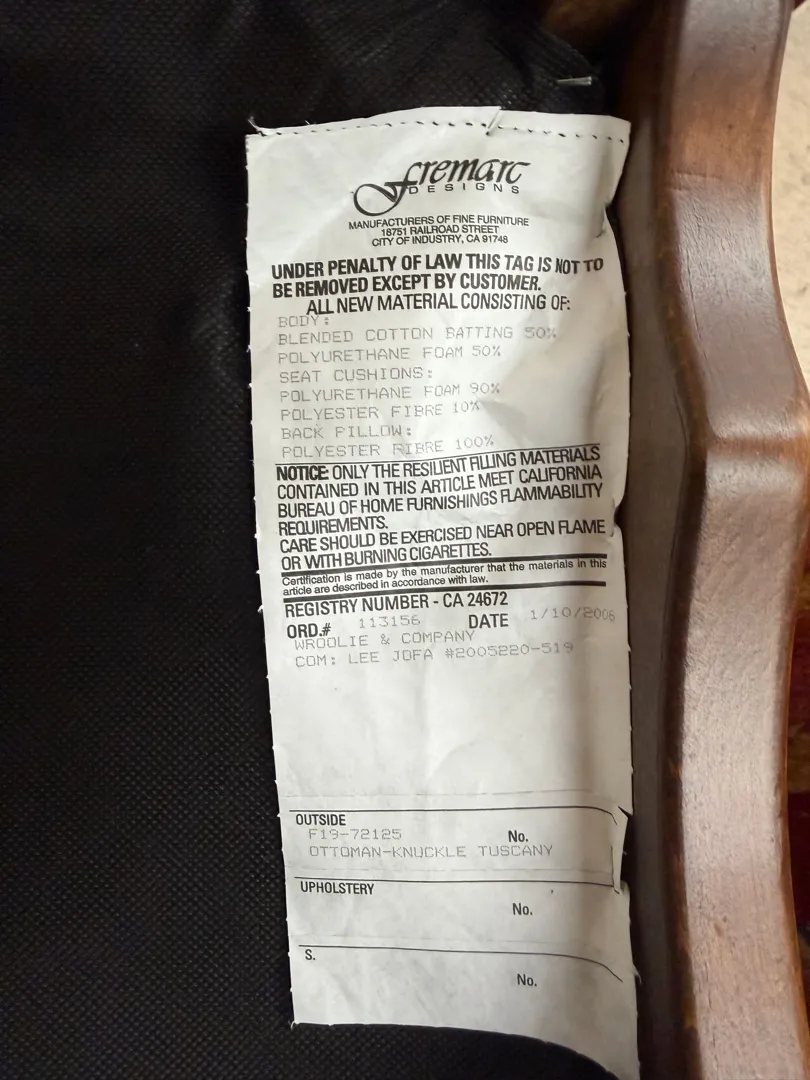 fremarc
DESIGNS
MANUFACTURERS OF FINE FURNITURE
18751 RAILROAD STREET
CITY OF INDUSTRY, CA 91748
UNDER PENALTY OF LAW THIS TAG IS NOT TO
BE REMOVED EXCEPT BY CUSTOMER.
ALL NEW MATERIAL CONSISTING OF:
BODY:
BLENDED COTTON BATTING 50%
POLYURETHANE FOAM 50%
SEAT CUSHIONS:
POLYURETHANE FOAM 90%
POLYESTER FIBRE 10%
BACK PILLOW:
POLYESTER FIBRE 100%
NOTICE: ONLY THE RESILIENT FILLING MATERIALS
CONTAINED IN THIS ARTICLE MEET CALIFORNIA
BUREAU OF HOME FURNISHINGS FLAMMABILITY
REQUIREMENTS.
CARE SHOULD BE EXERCISED NEAR OPEN FLAME
OR WITH BURNING CIGARETTES.
Certification is made by the manufacturer that the materials in this
article are described in accordance with law.
REGISTRY NUMBER - CA 24672
ORD.# 113156 DATE 1/10/2006
WROOLIE & COMPANY
COM: LEE JOFA #2005220-519
OUTSIDE
F19-72125 No.
OTTOMAN-KNUCKLE TUSCANY
UPHOLSTERY
No.
S.
No.